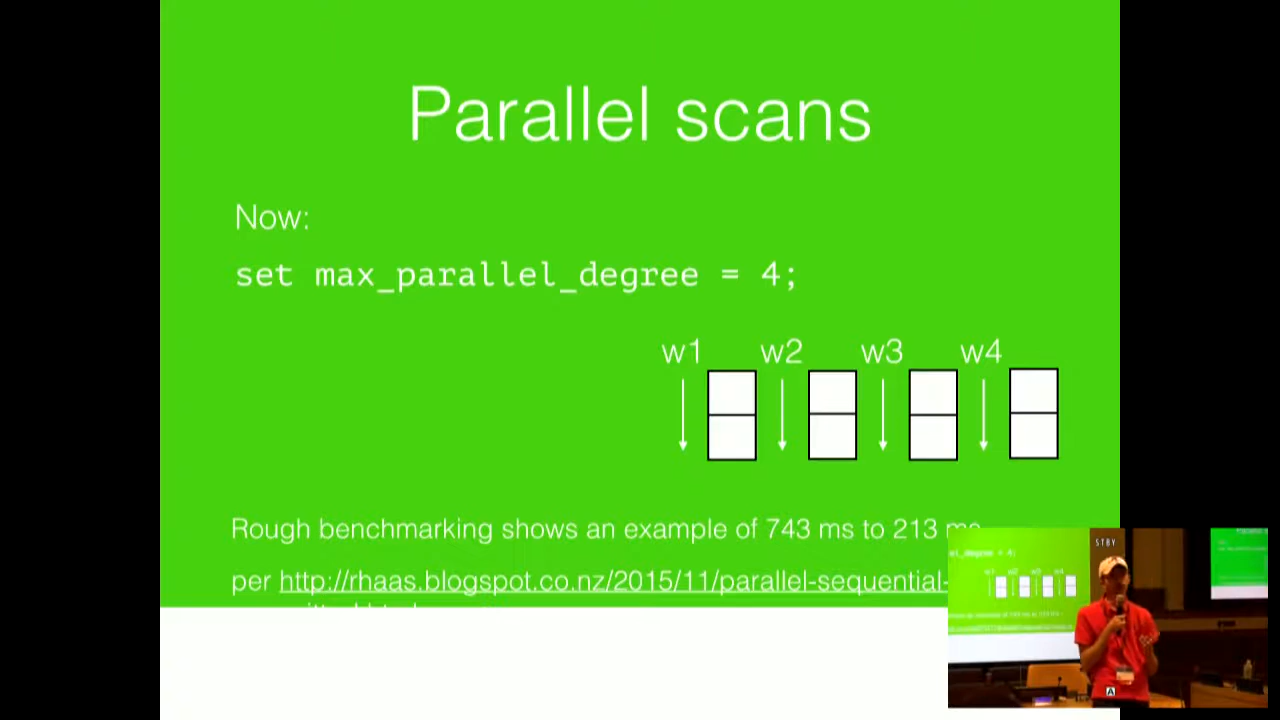 Parallel scans
Now:
set max_parallel_degree = 4;
w1 w2 w3 w4
Rough benchmarking shows an example of 743 ms to 213 ms
per http://rhaas.blogspot.co.nz/2015/11/parallel-sequential-
STBY
A